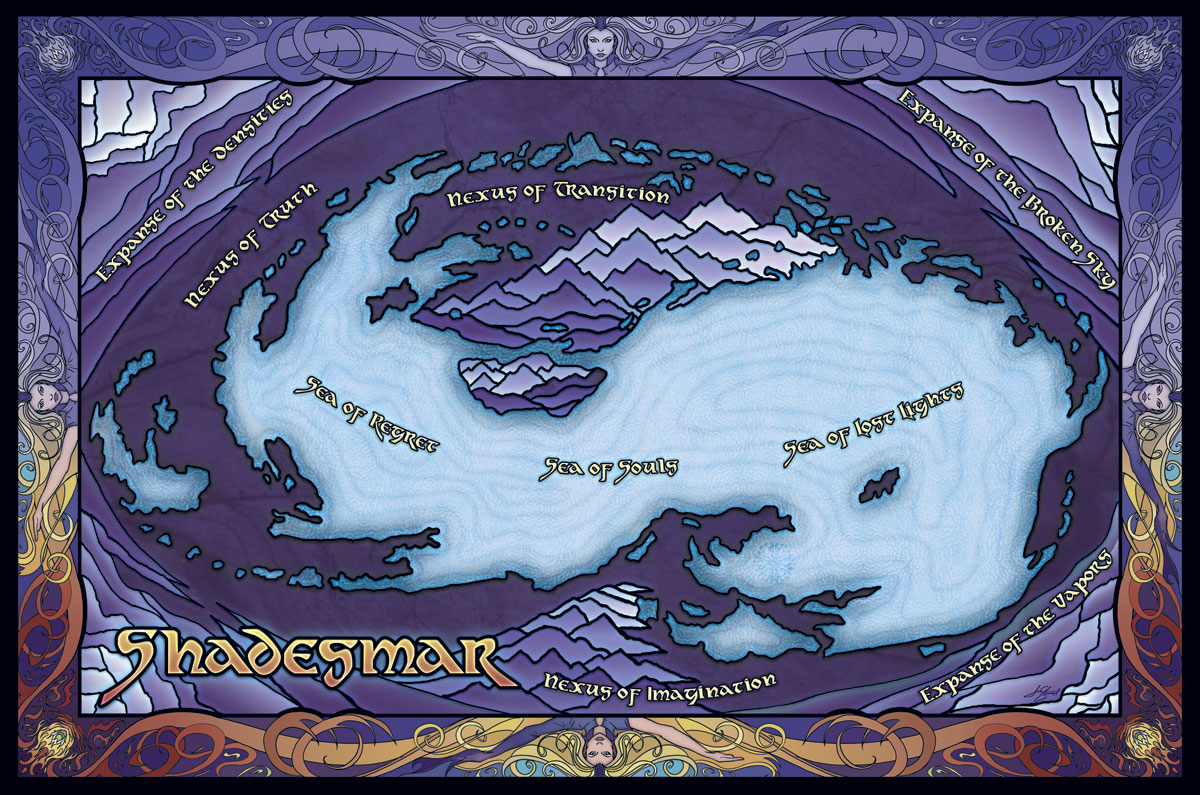 Expanse of the Densities
Expanse of the Broken Sky
Nexus of Truth
Nexus of Transition
Sea of Regret
Sea of Lost Lights
Sea of Souls
Expanse of the Vapors
Shadesmar
Nexus of Imagination